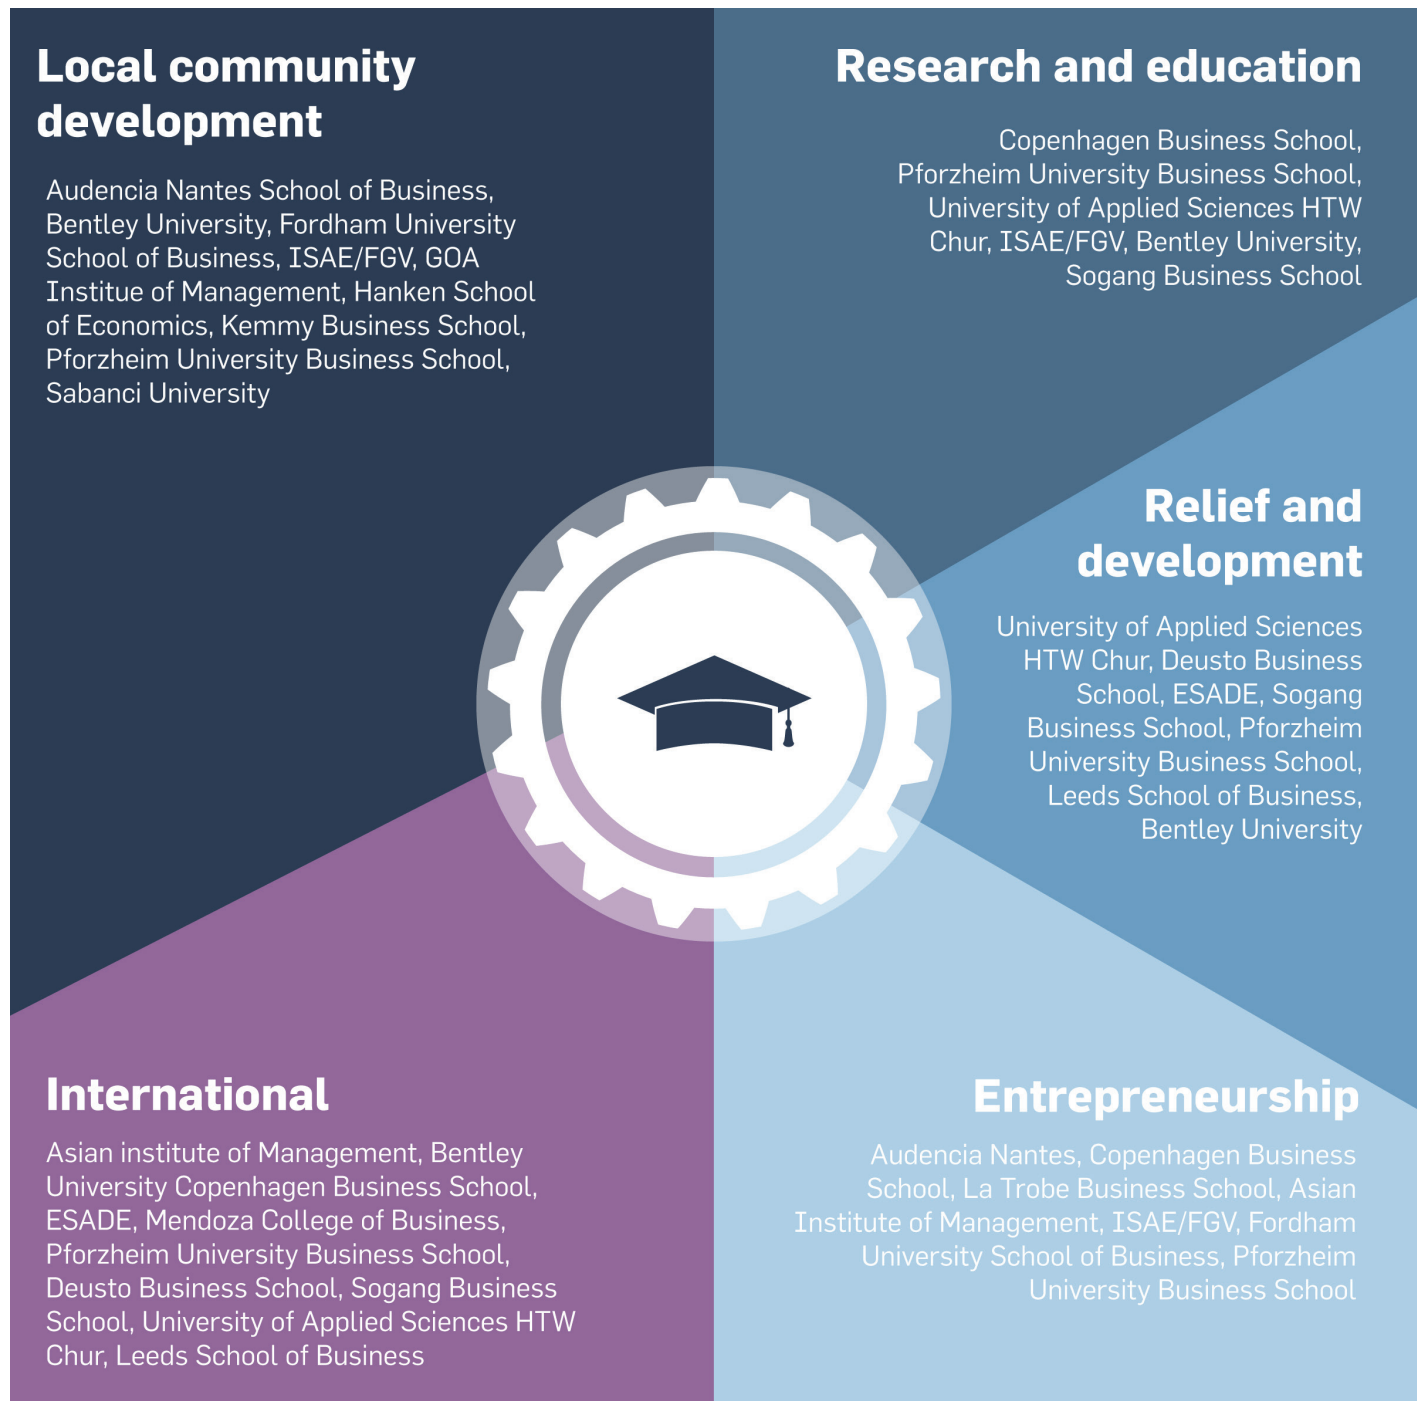 Local community
development
Audencia Nantes School of Business,
Bentley University, Fordham University
School of Business, ISAE/FGV, GOA
Institue of Management, Hanken School
of Economics, Kemmy Business School,
Pforzheim University Business School,
Sabanci University
Research and education
Copenhagen Business School,
Pforzheim University Business School,
University of Applied Sciences HTW
Chur, ISAE/FGV, Bentley University,
Sogang Business School
Relief and
development
University of Applied Sciences
HTW Chur, Deusto Business
School, ESADE, Sogang
Business School, Pforzheim
University Business School,
Leeds School of Business,
Bentley University
International
Asian institute of Management, Bentley
University Copenhagen Business School,
ESADE, Mendoza College of Business,
Pforzheim University Business School,
Deusto Business School, Sogang Business
School, University of Applied Sciences HTW
Chur, Leeds School of Business
Entrepreneurship
Audencia Nantes, Copenhagen Business
School, La Trobe Business School, Asian
Institute of Management, ISAE/FGV, Fordham
University School of Business, Pforzheim
University Business School